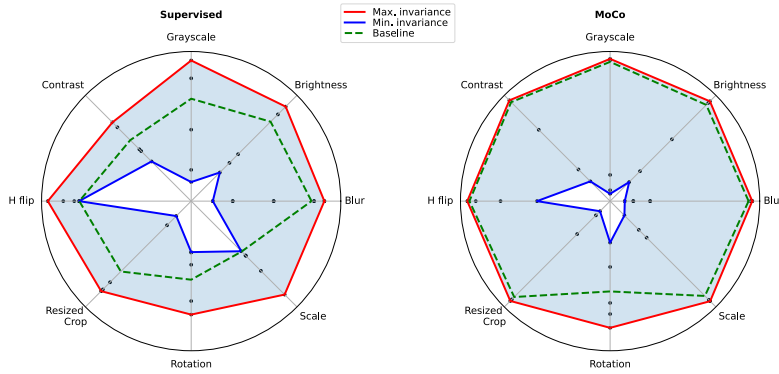 Supervised
Max. invariance
Min. invariance
Baseline
MoCo
Grayscale
Brightness
Blur
Scale
Rotation
Resized
Crop
H flip
Contrast
Grayscale
Brightness
Blu
Scale
Rotation
Resized
Crop
H flip
Contrast